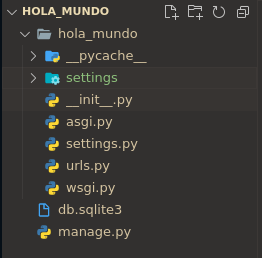 HOLA_MUNDO
hola_mundo
__pycache__
settings
__init__.py
asgi.py
settings.py
urls.py
wsgi.py
db.sqlite3
manage.py